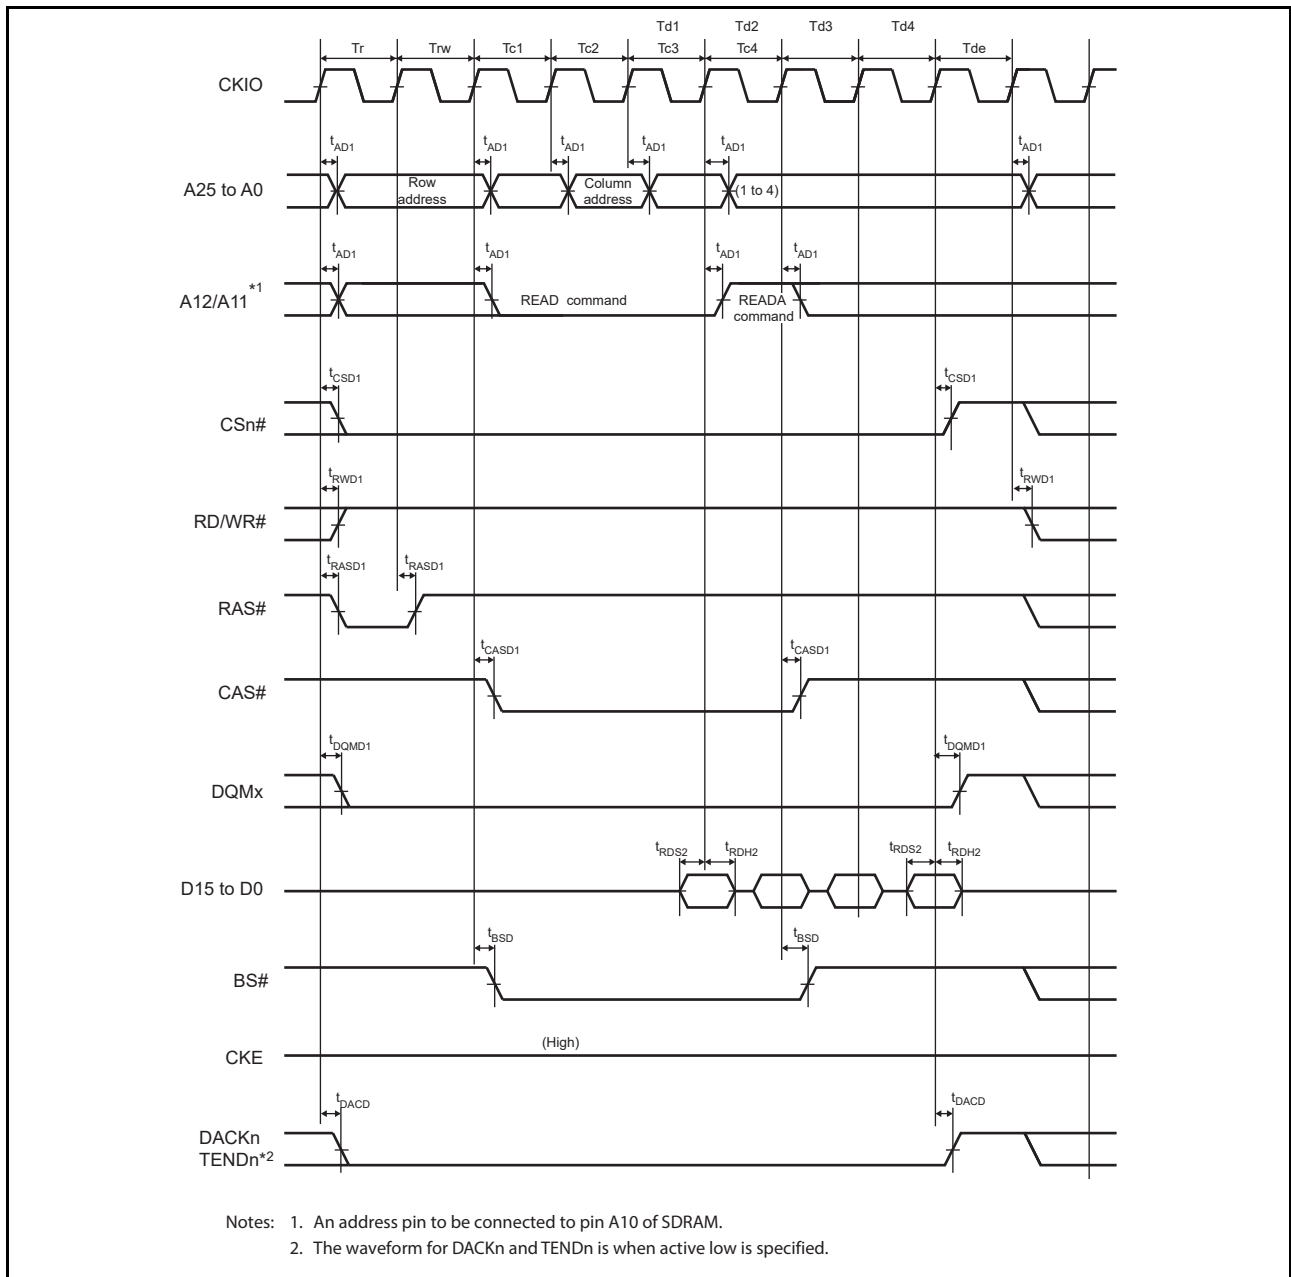 Td1 Td2 Td3 Td4
Tr Trw Tc1 Tc2 Tc3 Tc4 Tde
CKIO
tAD1 tAD1 tAD1 tAD1 tAD1 tAD1
A25 to A0
Row address
Column address
(1 to 4)
tAD1 tAD1 tAD1 tAD1
A12/A11*1
READ command
READA command
tCSD1 tCSD1
CSn#
tRWD1 tRWD1
RD/WR#
tRASD1 tRASD1
RAS#
tCASD1 tCASD1
CAS#
tDQMD1 tDQMD1
DQMx
tRDS2 tRDH2 tRDS2 tRDH2
D15 to D0
tBSD tBSD
BS#
(High)
CKE
tDACD tDACD
DACKn
TENDn*2
Notes: 1. An address pin to be connected to pin A10 of SDRAM.
2. The waveform for DACKn and TENDn is when active low is specified.